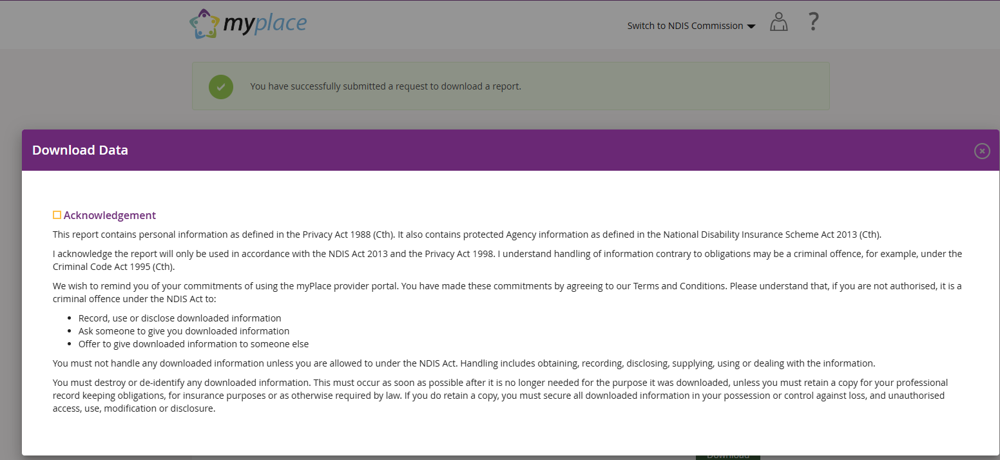 myplace
Switch to NDIS Commission
?
You have successfully submitted a request to download a report.
Download Data
Acknowledgement
This report contains personal information as defined in the Privacy Act 1988 (Cth). It also contains protected Agency information as defined in the National Disability Insurance Scheme Act 2013 (Cth).
I acknowledge the report will only be used in accordance with the NDIS Act 2013 and the Privacy Act 1998. I understand handling of information contrary to obligations may be a criminal offence, for example, under the
Criminal Code Act 1995 (Cth).
We wish to remind you of your commitments of using the myPlace provider portal. You have made these commitments by agreeing to our Terms and Conditions. Please understand that, if you are not authorised, it is a
criminal offence under the NDIS Act to:
• Record, use or disclose downloaded information
• Ask someone to give you downloaded information
• Offer to give downloaded information to someone else
You must not handle any downloaded information unless you are allowed to under the NDIS Act. Handling includes obtaining, recording, disclosing, supplying, using or dealing with the information.
You must destroy or de-identify any downloaded information. This must occur as soon as possible after it is no longer needed for the purpose it was downloaded, unless you must retain a copy for your professional
record keeping obligations, for insurance purposes or as otherwise required by law. If you do retain a copy, you must secure all downloaded information in your possession or control against loss, and unauthorised
access, use, modification or disclosure.
Download